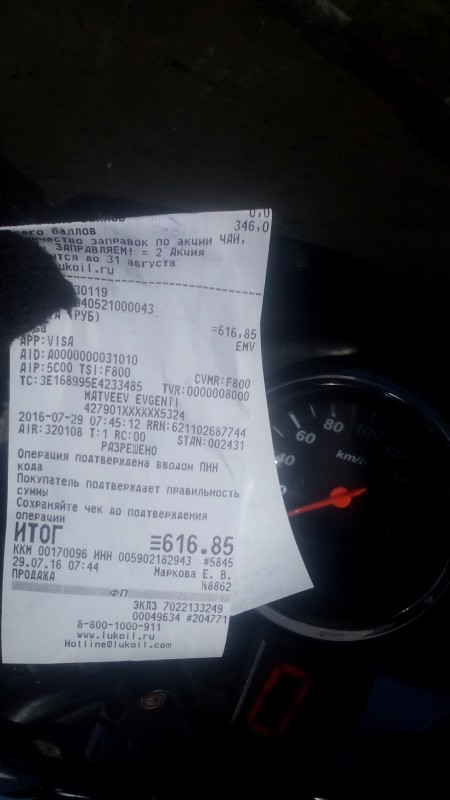 0,0
баллов 346,0
заправок по акции ЧАЙ,
ЗАПРАВЛЯЕМ! = 2 Акция
до 31 августа
lukoil.ru
30119
40521000043
(РУБ)
=616,85
APP:VISA EMV
AID:A0000000031010
AIP:5C00 TSI:F800 CVMR:F800
TC:3E168995E4233485 TVR:0000008000
MATVEEV EVGENII
427901XXXXXX5324
2016-07-29 07:45:12 RRN:621102687744
AIR:320108 T:1 RC:00 STAN:002431
РАЗРЕШЕНО
Операция подтверждена вводом ПИН
кода
Покупатель подтверждает правильность
суммы
Сохраняйте чек до подтверждения
операции
ИТОГ ≡616.85
ККМ 00170096 ИНН 005902182943 #5845
29.07.16 07:44 Маркова Е. В.
ПРОДАЖА №8862
ФП
ЭКЛЗ 7022133249
00049634 #204771
8-800-1000-911
www.lukoil.ru
Hotline@lukoil.com
40
60
80
100
120
km/h
0